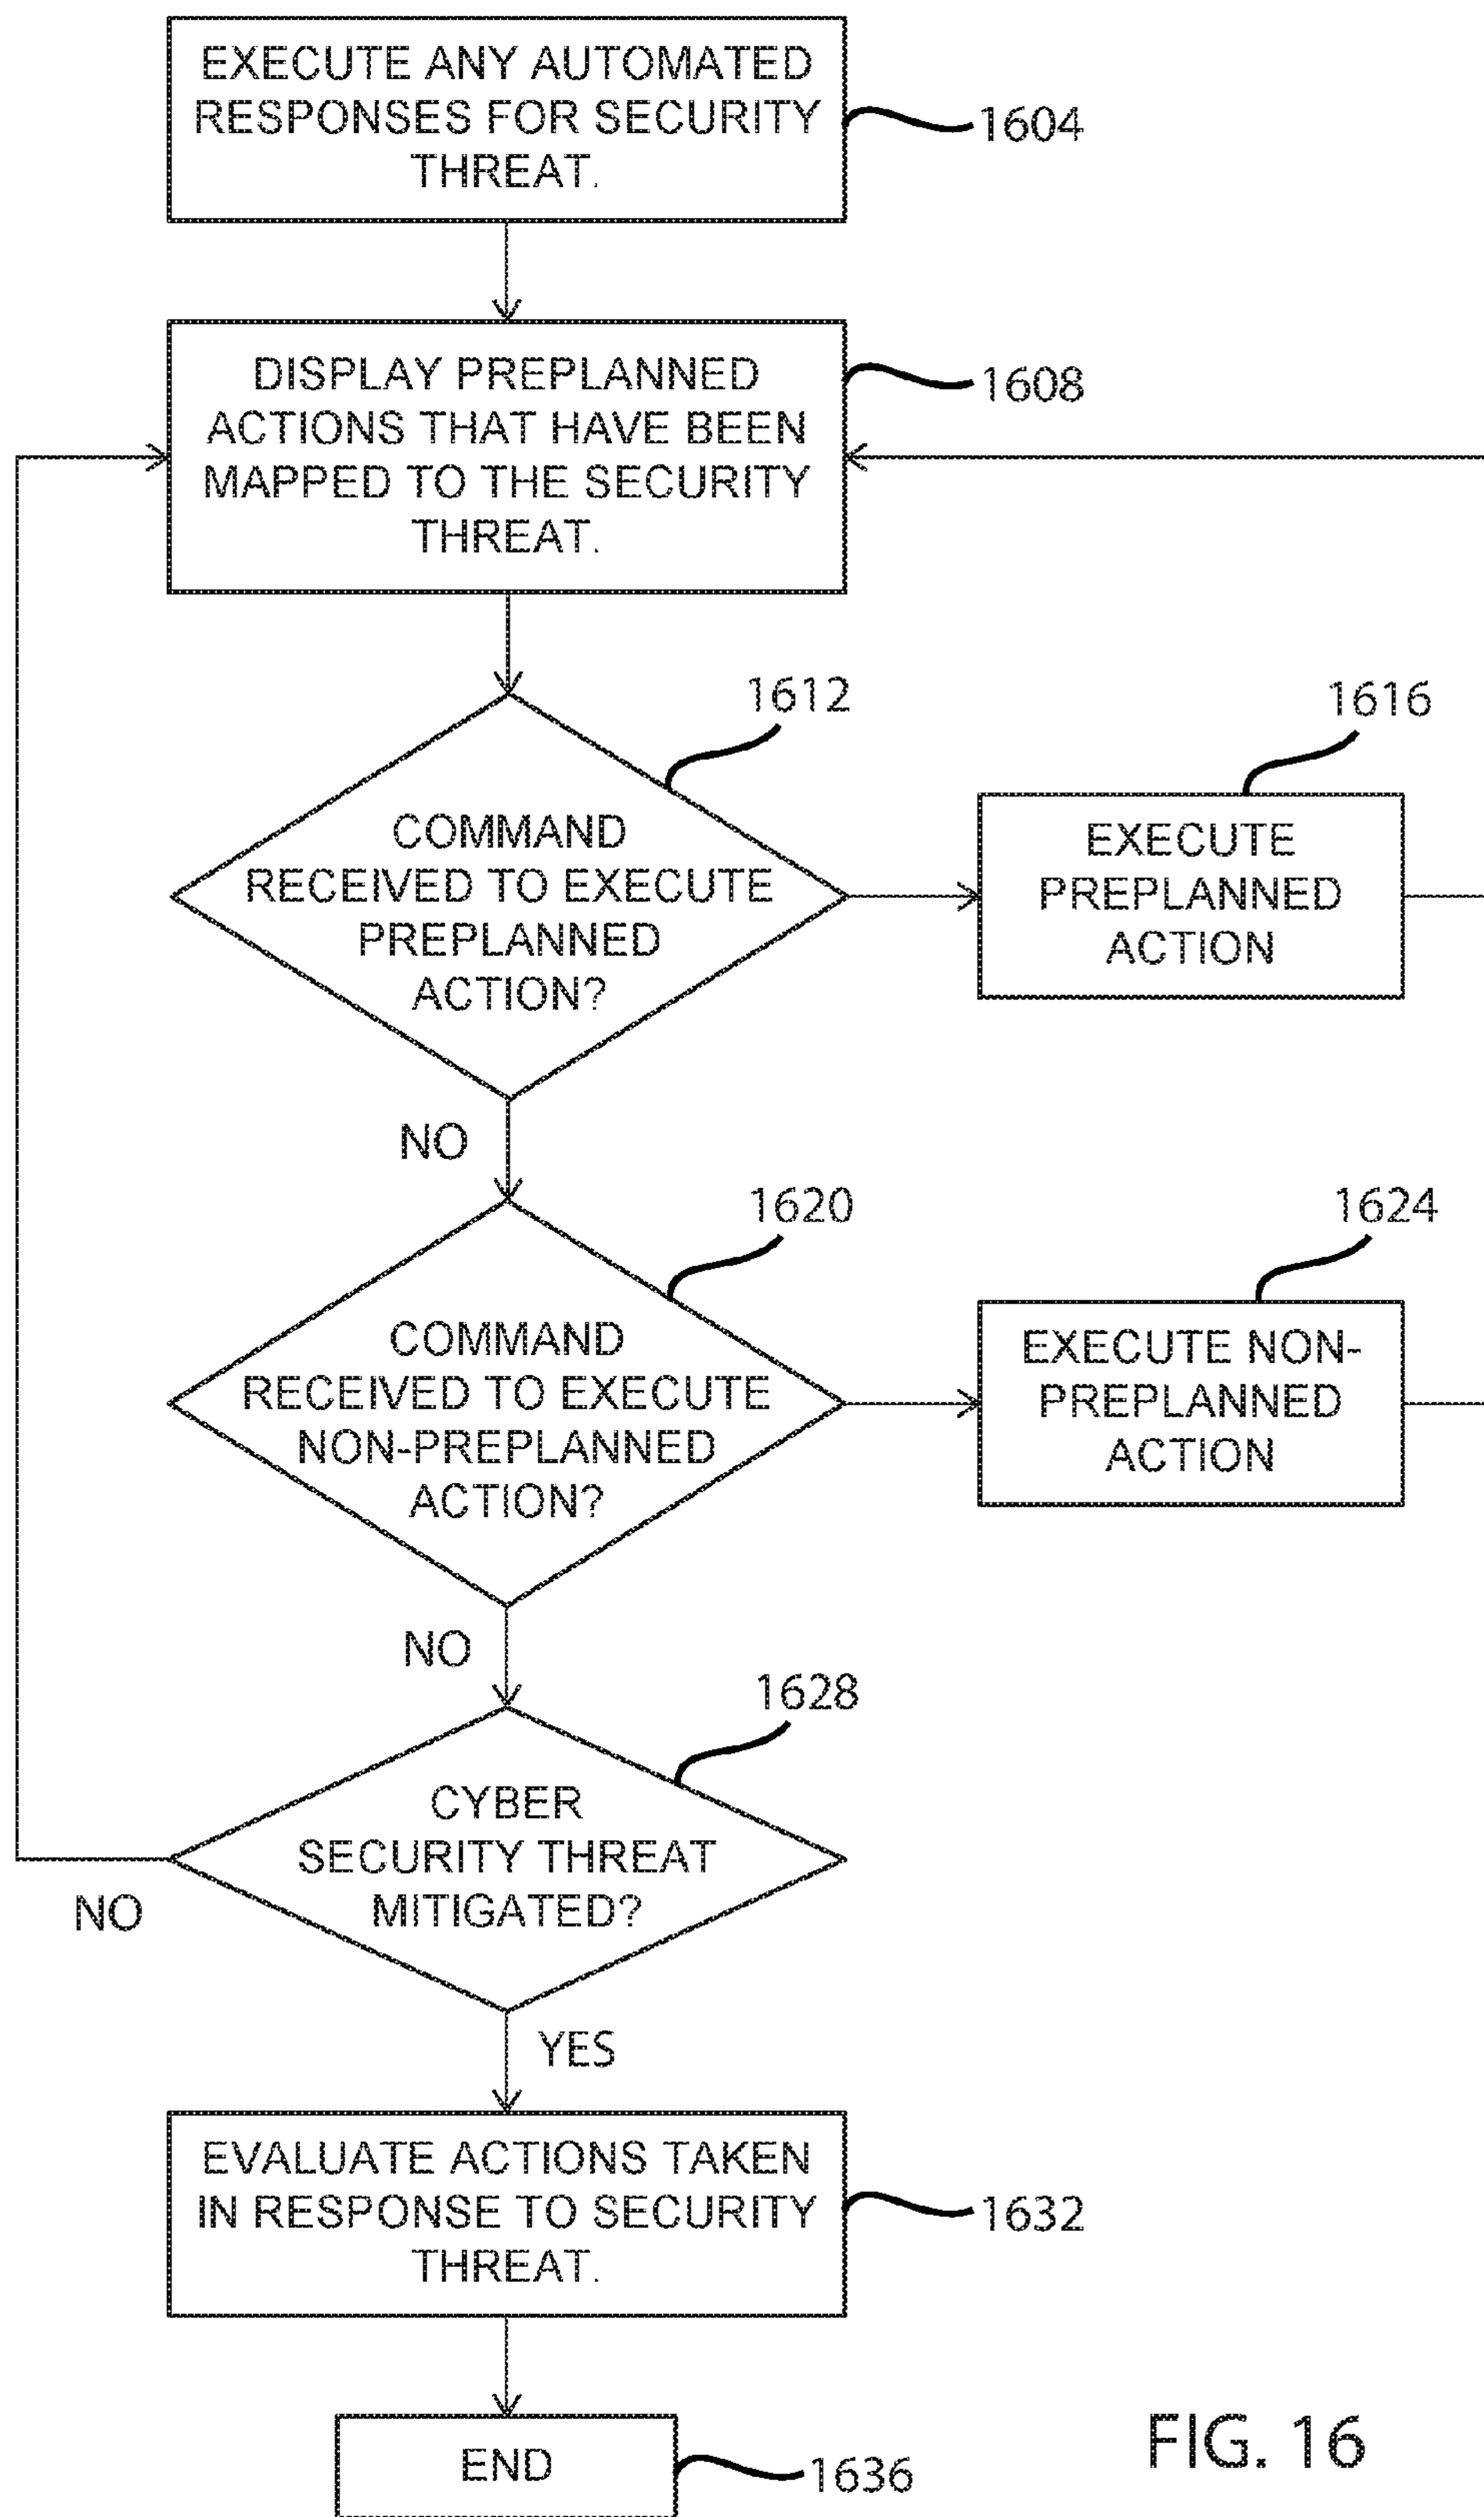 EXECUTE ANY AUTOMATED
RESPONSES FOR SECURITY
THREAT.
1604
DISPLAY PREPLANNED
ACTIONS THAT HAVE BEEN
MAPPED TO THE SECURITY
THREAT.
1608
1612
COMMAND
RECEIVED TO EXECUTE
PREPLANNED
ACTION?
1616
EXECUTE
PREPLANNED
ACTION
NO
1620
COMMAND
RECEIVED TO EXECUTE
NON-PREPLANNED
ACTION?
1624
EXECUTE NON-
PREPLANNED
ACTION
NO
1628
CYBER
SECURITY THREAT
MITIGATED?
NO
YES
EVALUATE ACTIONS TAKEN
IN RESPONSE TO SECURITY
THREAT.
1632
END
1636
FIG. 16